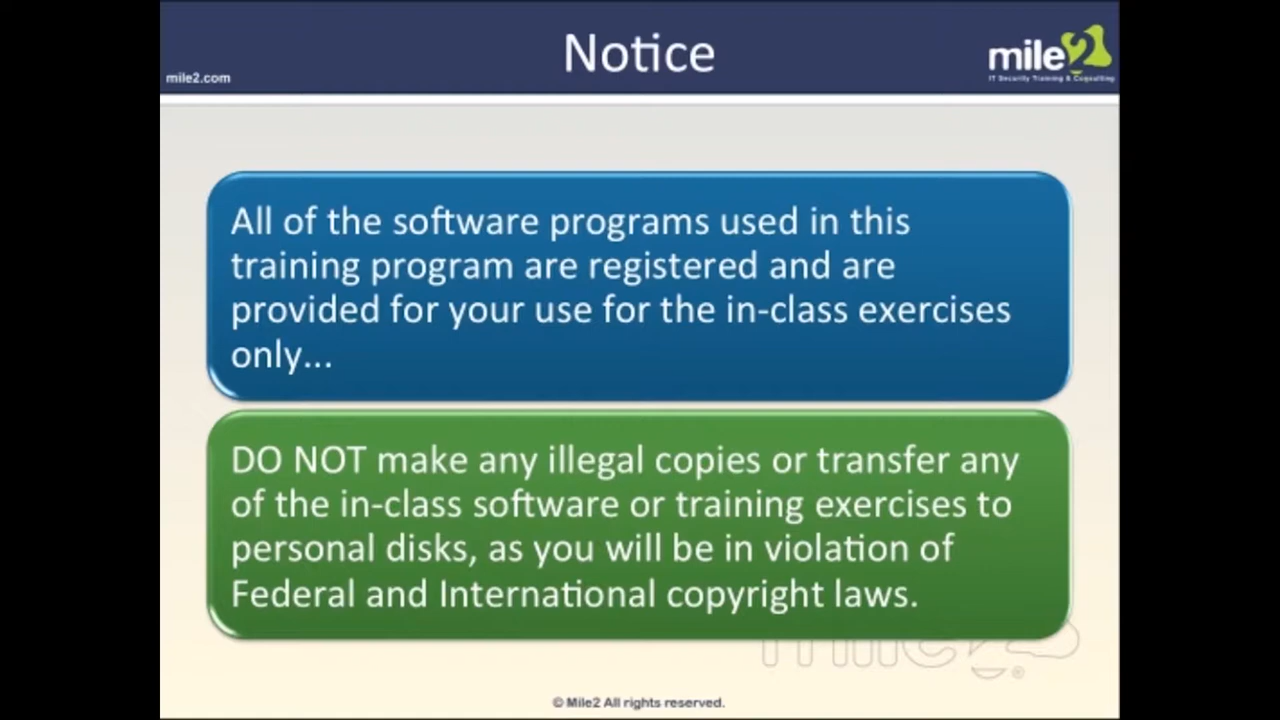 Notice
mile2.com
mile2
IT Security Training & Consulting
All of the software programs used in this
training program are registered and are
provided for your use for the in-class exercises
only...
DO NOT make any illegal copies or transfer any
of the in-class software or training exercises to
personal disks, as you will be in violation of
Federal and International copyright laws.
mile2
®
© Mile2 All rights reserved.